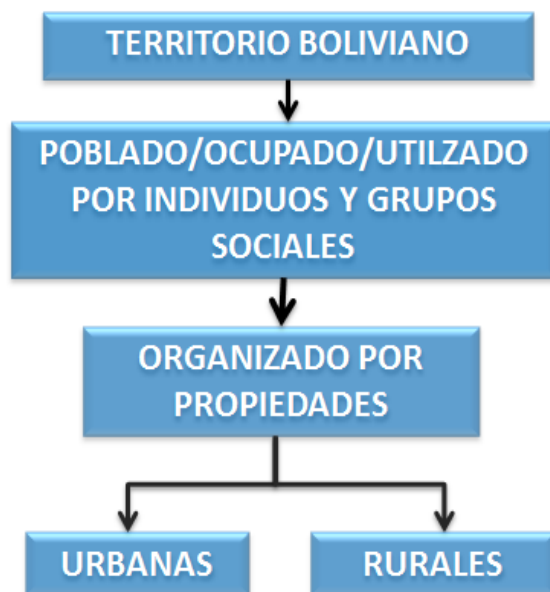 TERRITORIO BOLIVIANO
POBLADO/OCUPADO/UTILZADO
POR INDIVIDUOS Y GRUPOS
SOCIALES
ORGANIZADO POR
PROPIEDADES
URBANAS
RURALES